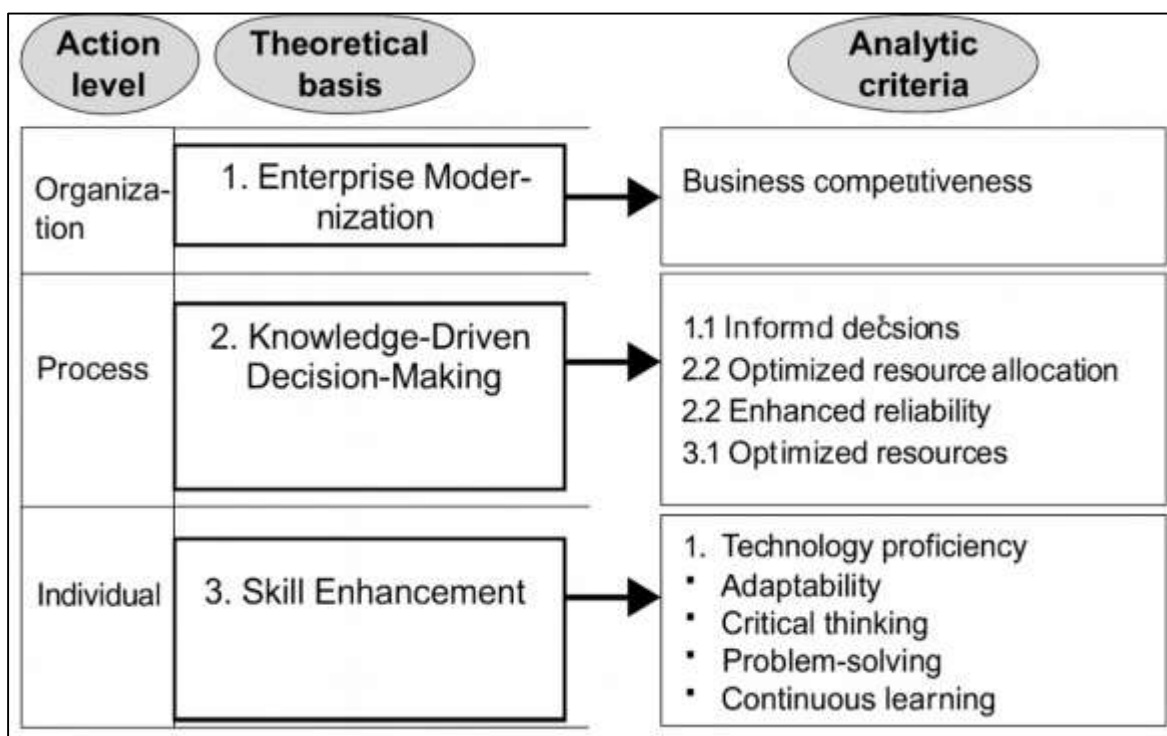 Action
level
Theoretical
basis
Analytic
criteria
Organiza-
tion
1. Enterprise Moder-
nization
Business competitiveness
Process
2. Knowledge-Driven
Decision-Making
1.1 Informd decsions
2.2 Optimized resource allocation
2.2 Enhanced reliability
3.1 Optimized resources
Individual
3. Skill Enhancement
1. Technology proficiency
▪ Adaptability
▪ Critical thinking
▪ Problem-solving
▪ Continuous learning